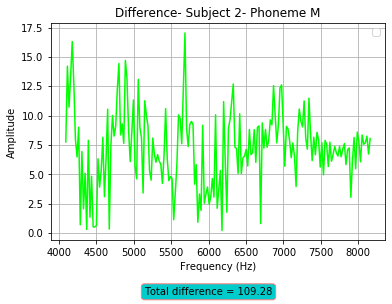 Difference- Subject 2- Phoneme M
Amplitude
17.5
15.0
12.5
10.0
7.5
5.0
2.5
0.0
4000 4500 5000 5500 6000 6500 7000 7500 8000
Frequency (Hz)
Total difference = 109.28